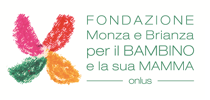 FONDAZIONE
Monza e Brianza
per il BAMBINO
e la sua MAMMA
onlus